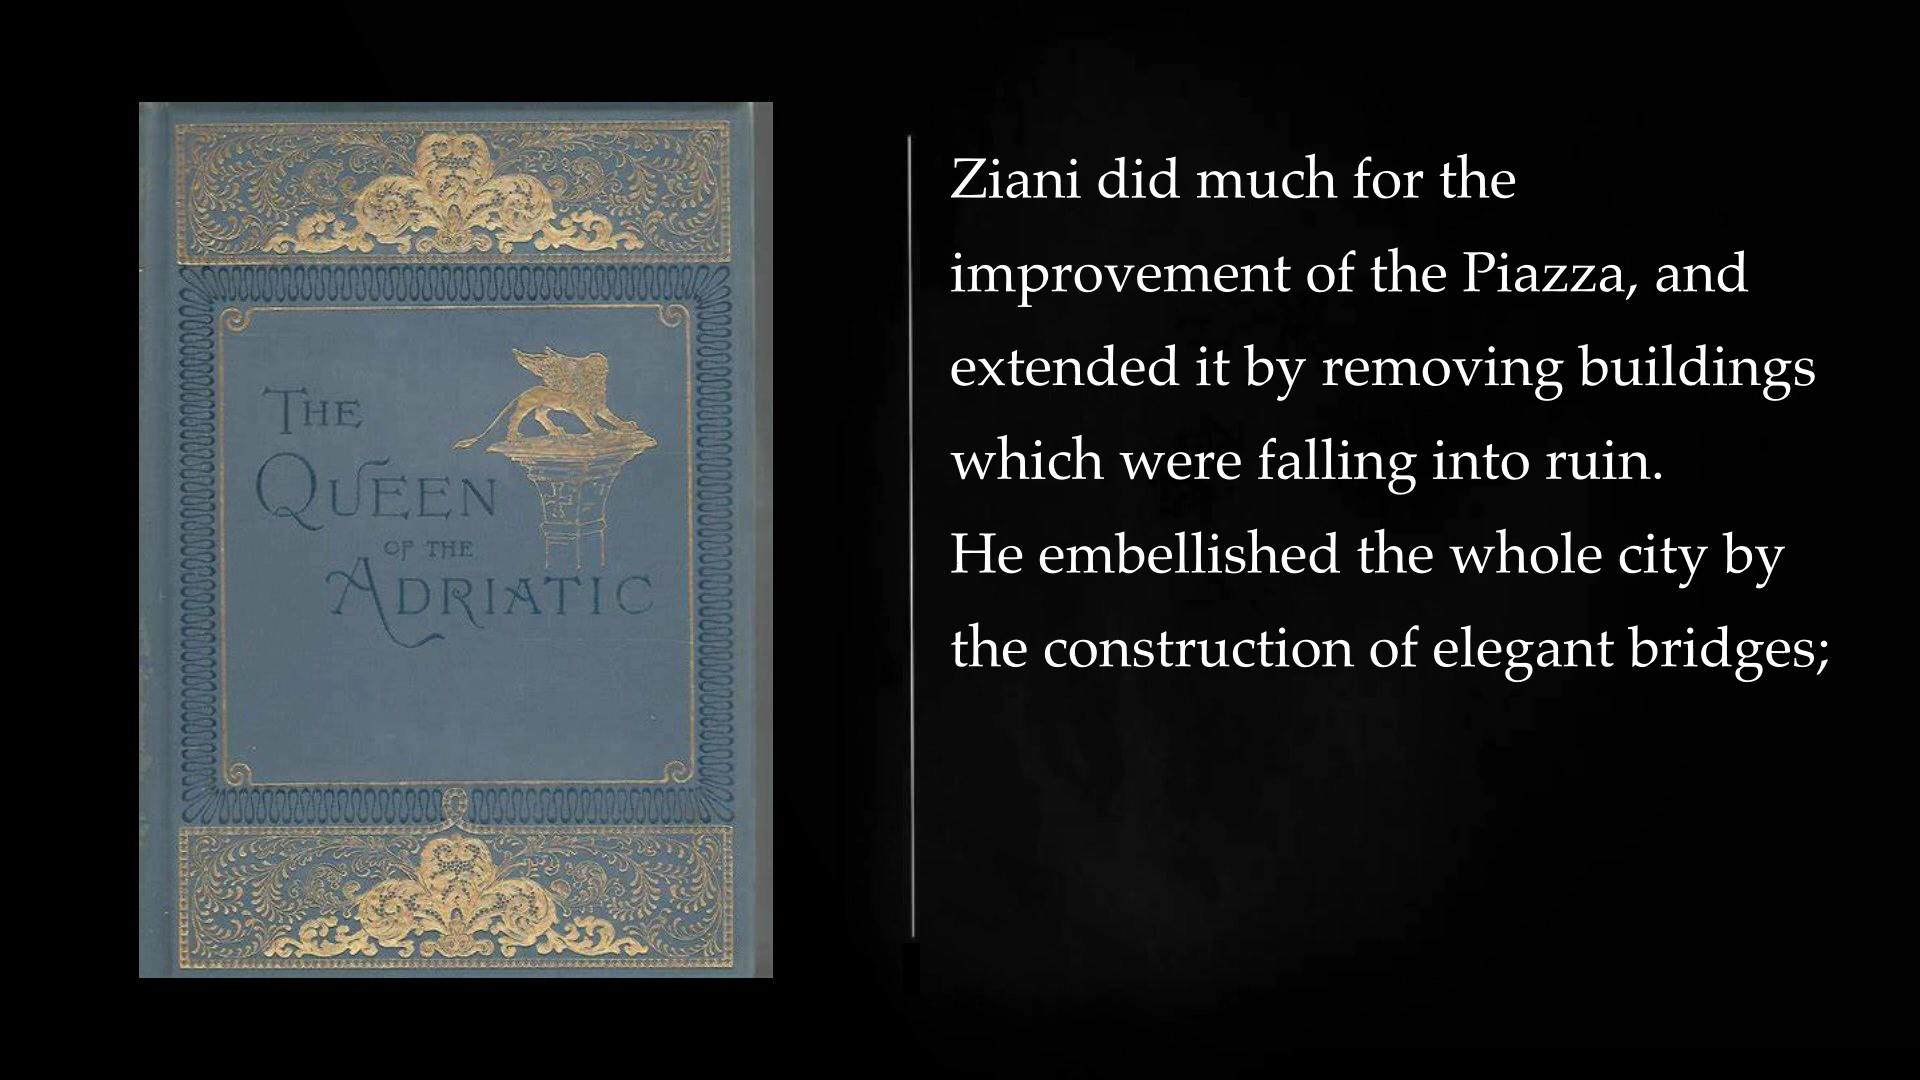 THE
QUEEN
OF THE
ADRIATIC
Ziani did much for the
improvement of the Piazza, and
extended it by removing buildings
which were falling into ruin.
He embellished the whole city by
the construction of elegant bridges;